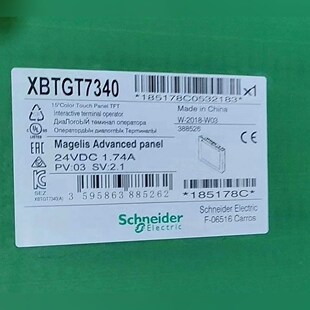 XBTGT7340
*185178C0532183*
x1
15"Color Touch Panel TFT
Made in China
Interactive terminal operator
W-2018-W03
388526
Magelis Advanced panel
24VDC 1.74A
PV:03 SV:2.1
XBTGT7340(A)
3 595863 885262
*185178C*
Schneider
Electric
Schneider Electric
F-06516 Carros